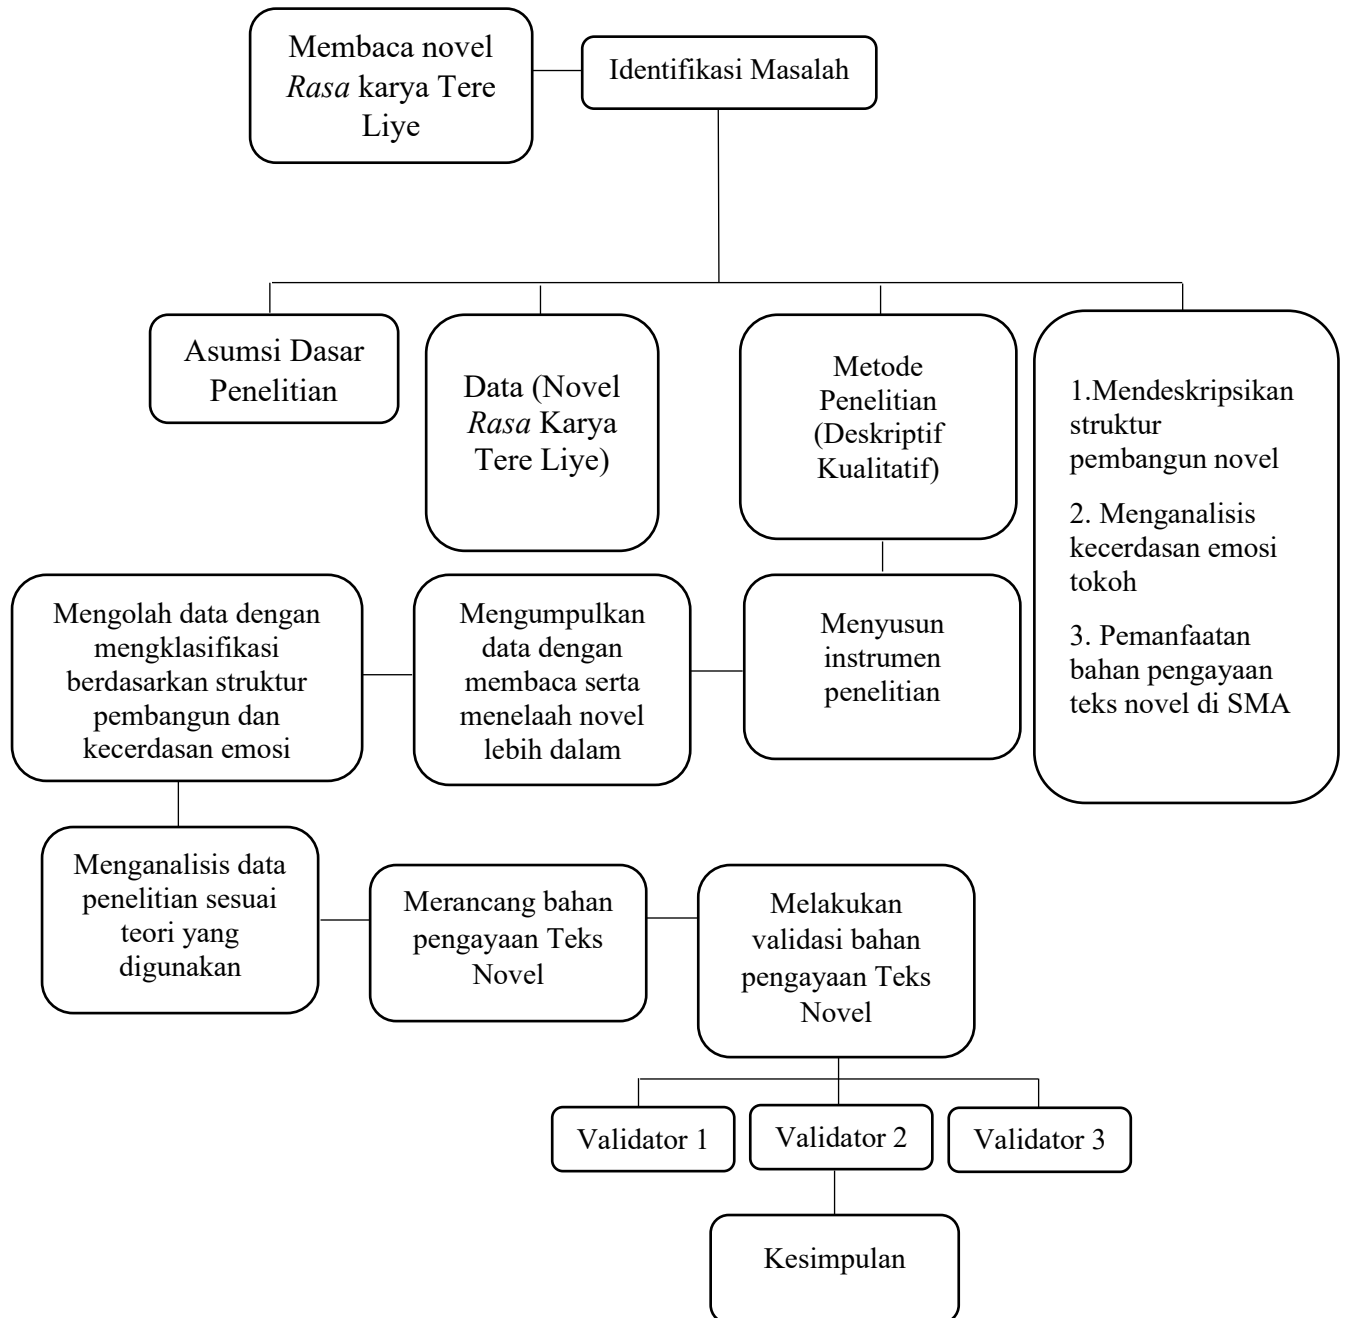 Membaca novel
Rasa karya Tere
Liye
Identifikasi Masalah
Asumsi Dasar
Penelitian
Data (Novel
Rasa Karya
Tere Liye)
Metode
Penelitian
(Deskriptif
Kualitatif)
1.Mendeskripsikan
struktur
pembangun novel
2. Menganalisis
kecerdasan emosi
tokoh
3. Pemanfaatan
bahan pengayaan
teks novel di SMA
Mengolah data dengan
mengklasifikasi
berdasarkan struktur
pembangun dan
kecerdasan emosi
Mengumpulkan
data dengan
membaca serta
menelaah novel
lebih dalam
Menyusun
instrumen
penelitian
Menganalisis data
penelitian sesuai
teori yang
digunakan
Merancang bahan
pengayaan Teks
Novel
Melakukan
validasi bahan
pengayaan Teks
Novel
Validator 1
Validator 2
Validator 3
Kesimpulan